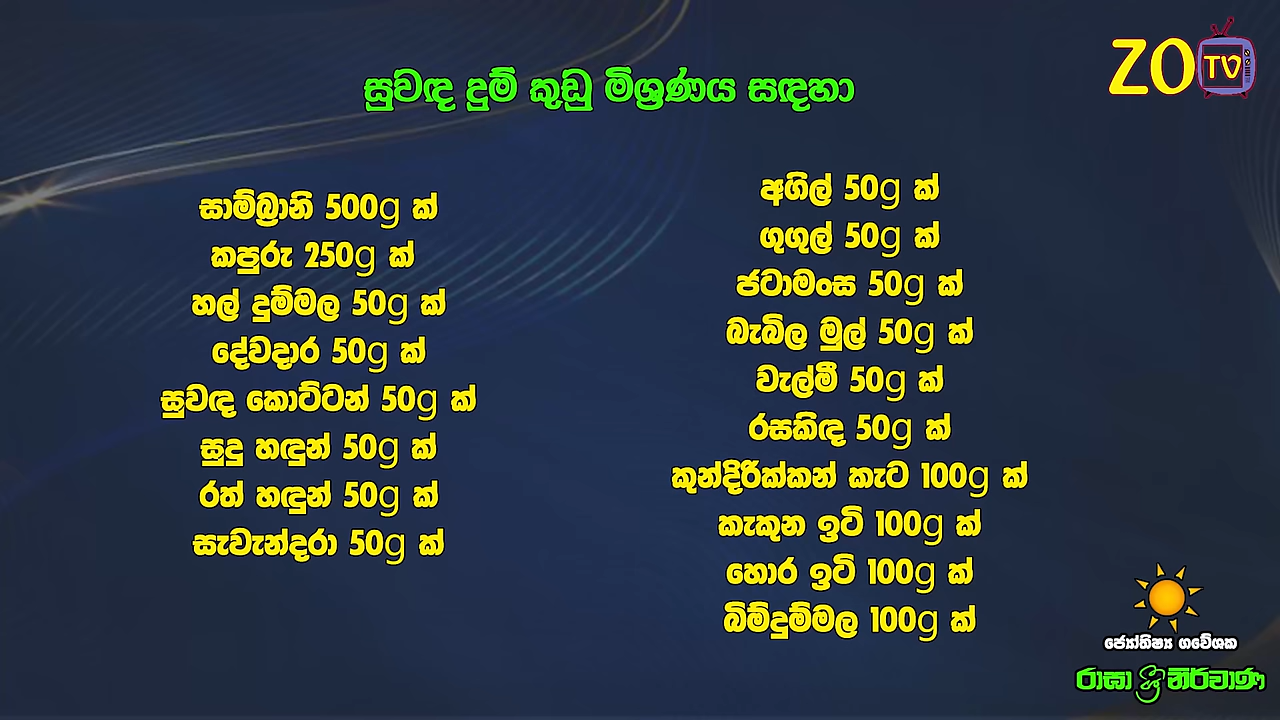 ZO TV
සුවඳ දුම් කුඩු මිශ්‍රණය සඳහා
සාම්බ්‍රානි 500g ක්
කපුරු 250g ක්
හල් දුම්මල 50g ක්
දේවදාර 50g ක්
සුවඳ කොට්ටන් 50g ක්
සුදු හඳුන් 50g ක්
රත් හඳුන් 50g ක්
සැවැන්දරා 50g ක්
අගිල් 50g ක්
ගුගුල් 50g ක්
ජටාමංස 50g ක්
බැබිල මුල් 50g ක්
වැල්මී 50g ක්
රසකිඳ 50g ක්
කුන්දිරික්කන් කැට 100g ක්
කැකුන ඉටි 100g ක්
හොර ඉටි 100g ක්
බිම්දුම්මල 100g ක්
ජ්‍යෝතිෂ්‍ය ගවේශක
රාඝා ශ්‍රී නිර්වාණ